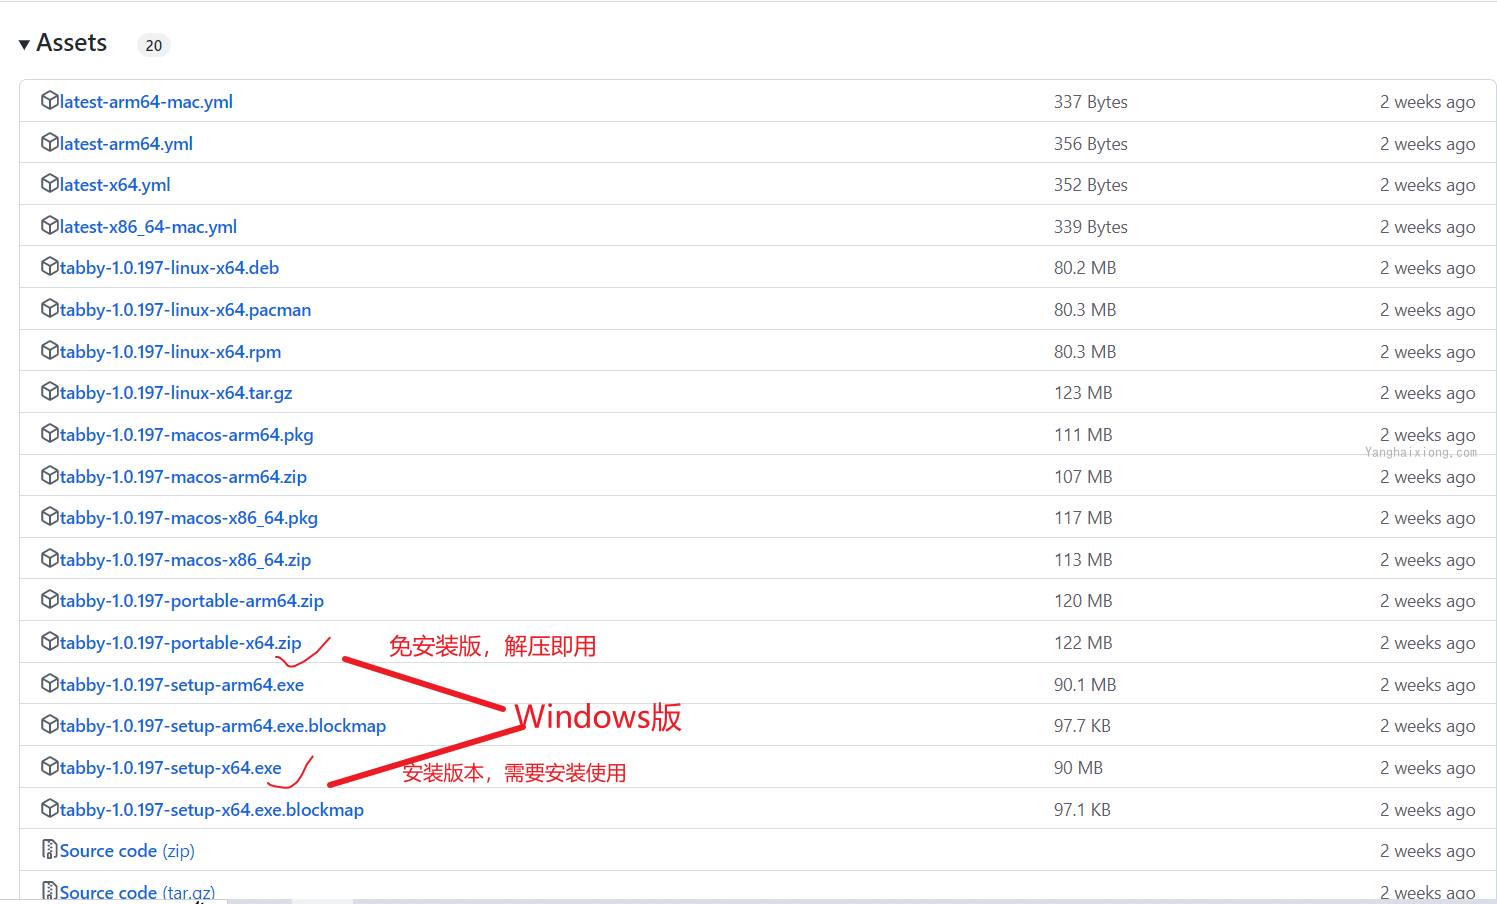 Assets 20
latest-arm64-mac.yml 337 Bytes 2 weeks ago
latest-arm64.yml 356 Bytes 2 weeks ago
latest-x64.yml 352 Bytes 2 weeks ago
latest-x86_64-mac.yml 339 Bytes 2 weeks ago
tabby-1.0.197-linux-x64.deb 80.2 MB 2 weeks ago
tabby-1.0.197-linux-x64.pacman 80.3 MB 2 weeks ago
tabby-1.0.197-linux-x64.rpm 80.3 MB 2 weeks ago
tabby-1.0.197-linux-x64.tar.gz 123 MB 2 weeks ago
tabby-1.0.197-macos-arm64.pkg 111 MB 2 weeks ago
Yanghaixiong.com
tabby-1.0.197-macos-arm64.zip 107 MB 2 weeks ago
tabby-1.0.197-macos-x86_64.pkg 117 MB 2 weeks ago
tabby-1.0.197-macos-x86_64.zip 113 MB 2 weeks ago
tabby-1.0.197-portable-arm64.zip 120 MB 2 weeks ago
tabby-1.0.197-portable-x64.zip 免安装版，解压即用 122 MB 2 weeks ago
tabby-1.0.197-setup-arm64.exe 90.1 MB 2 weeks ago
Windows版
tabby-1.0.197-setup-arm64.exe.blockmap 97.7 KB 2 weeks ago
tabby-1.0.197-setup-x64.exe 安装版本，需要安装使用 90 MB 2 weeks ago
tabby-1.0.197-setup-x64.exe.blockmap 97.1 KB 2 weeks ago
Source code (zip) 2 weeks ago
Source code (tar.gz) 2 weeks ago